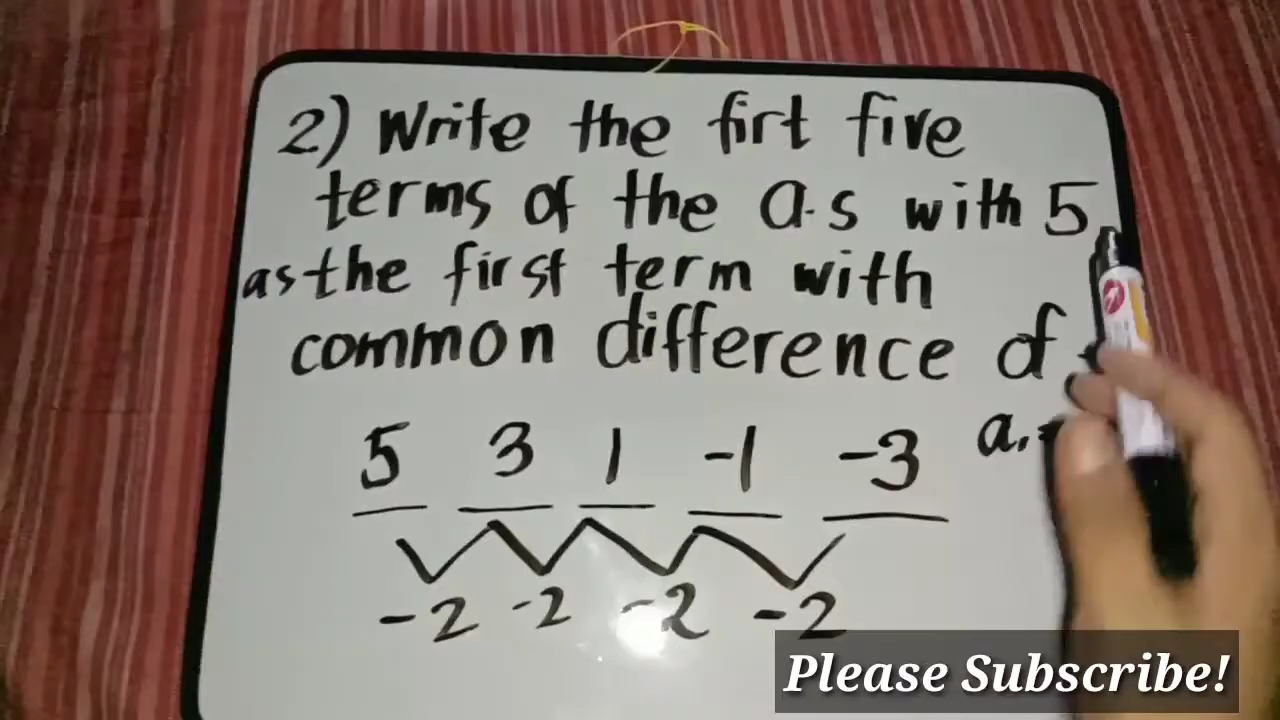 2) Write the firt five
terms of the a.s with 5
as the first term with
common difference of
a.
5 3 1 -1 -3
-2 -2 -2 -2
Please Subscribe!